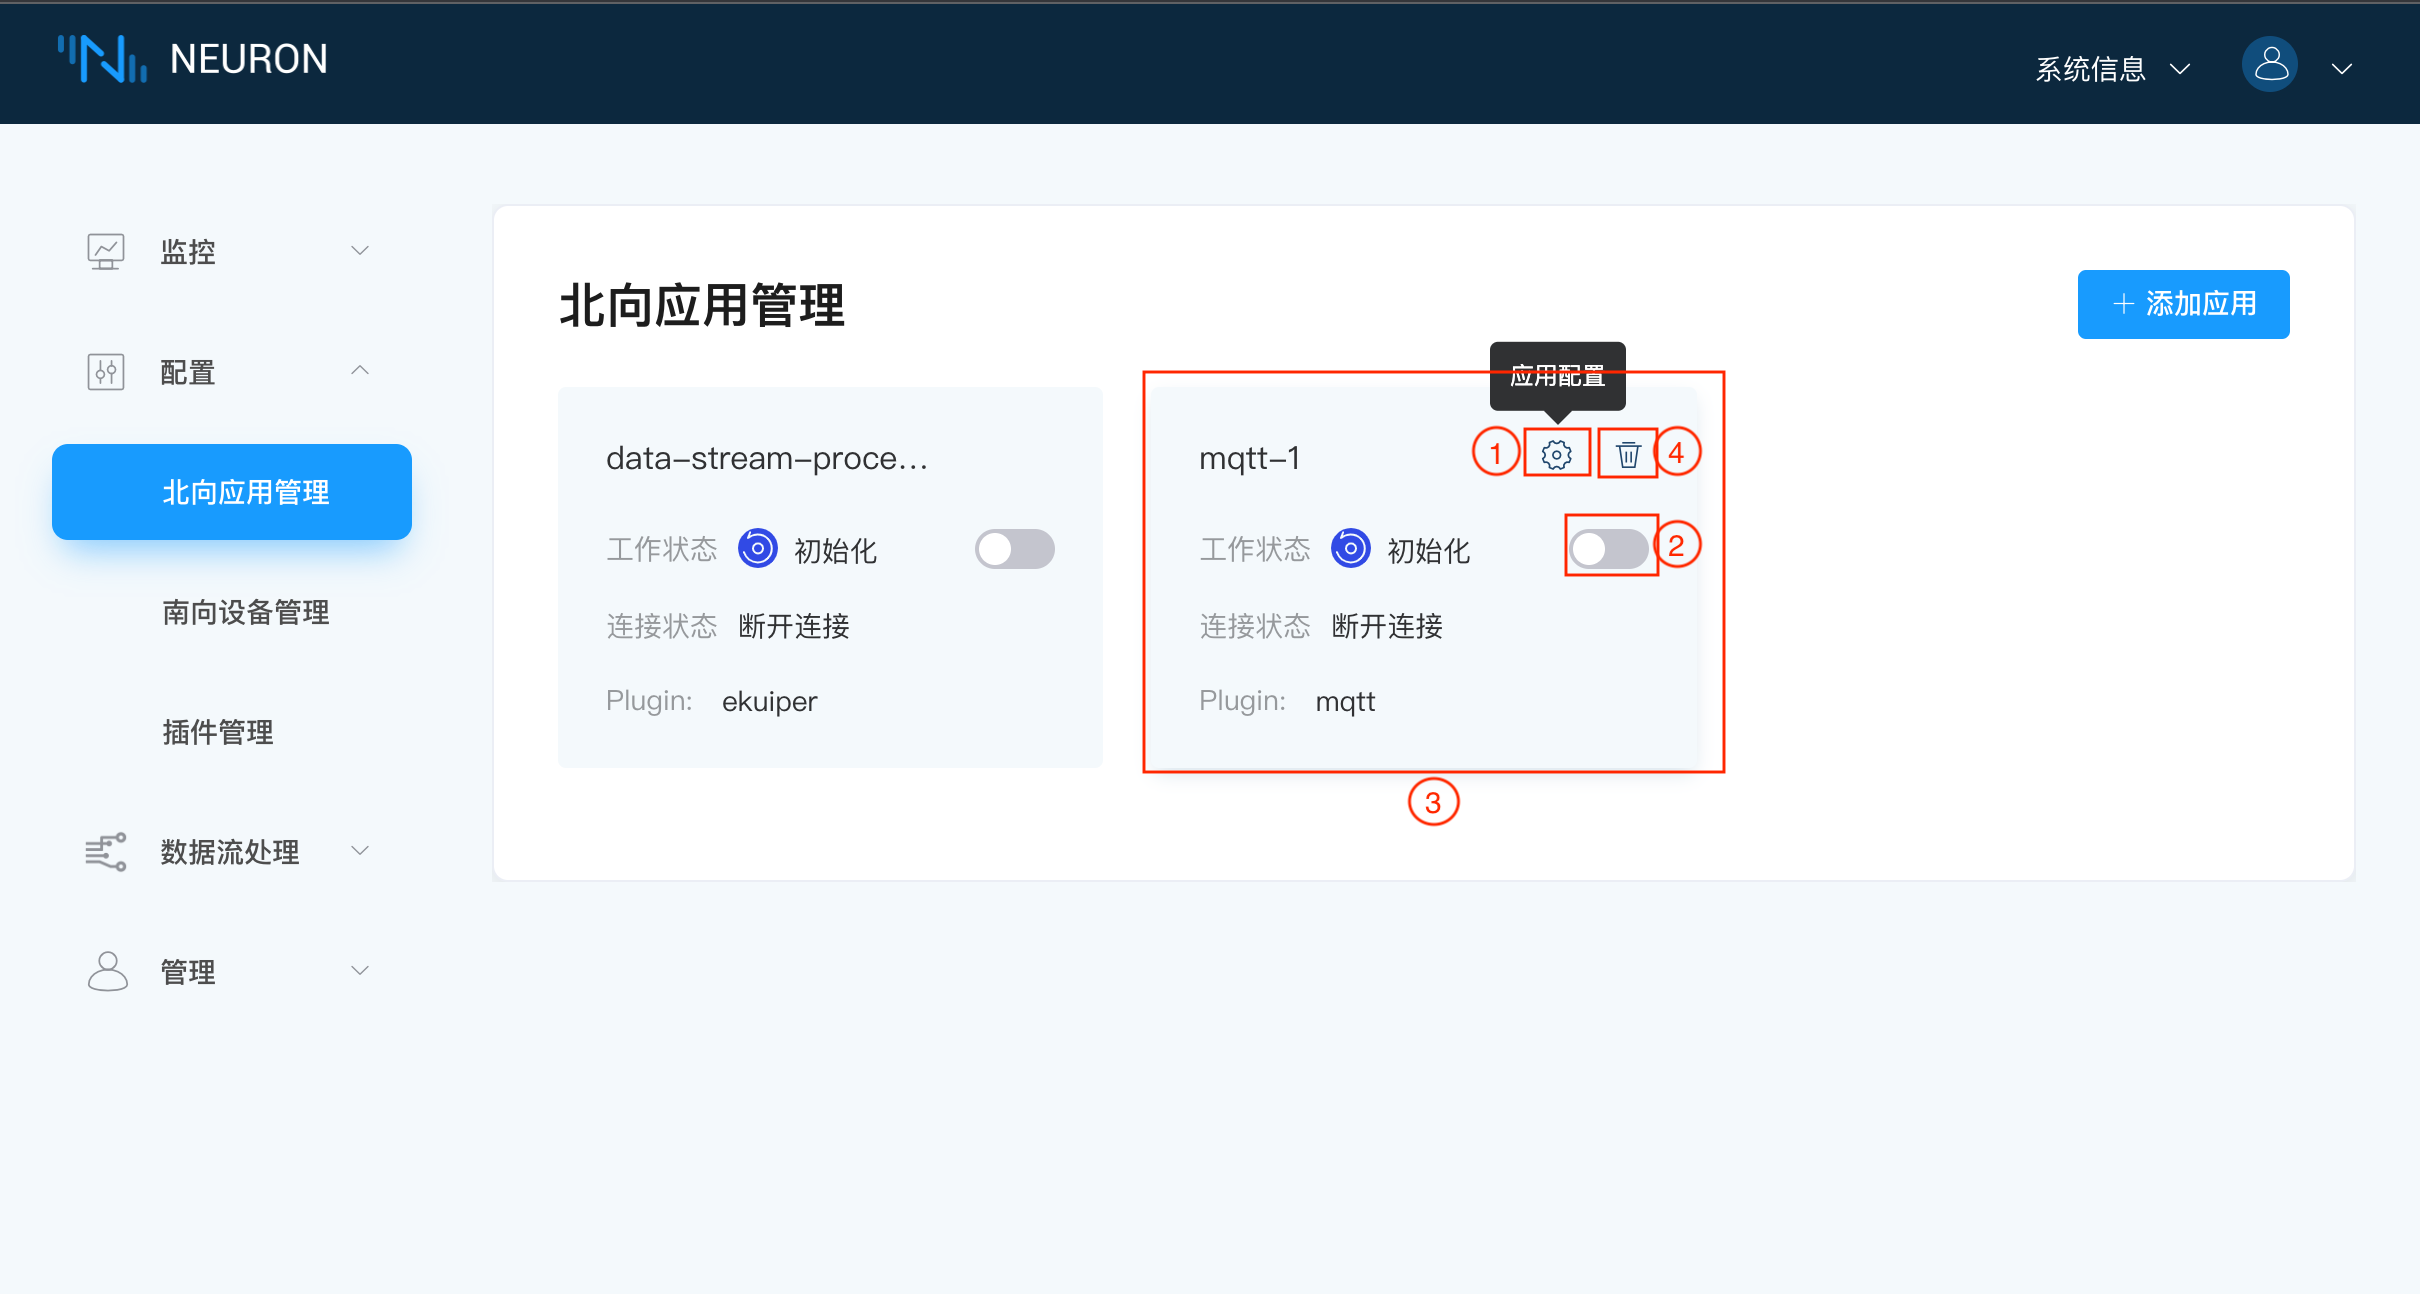 NEURON
系统信息
监控
配置
北向应用管理
南向设备管理
插件管理
数据流处理
管理
北向应用管理
添加应用
data-stream-proce...
工作状态 初始化
连接状态 断开连接
Plugin: ekuiper
应用配置
mqtt-1
1
4
工作状态 初始化
2
连接状态 断开连接
Plugin: mqtt
3